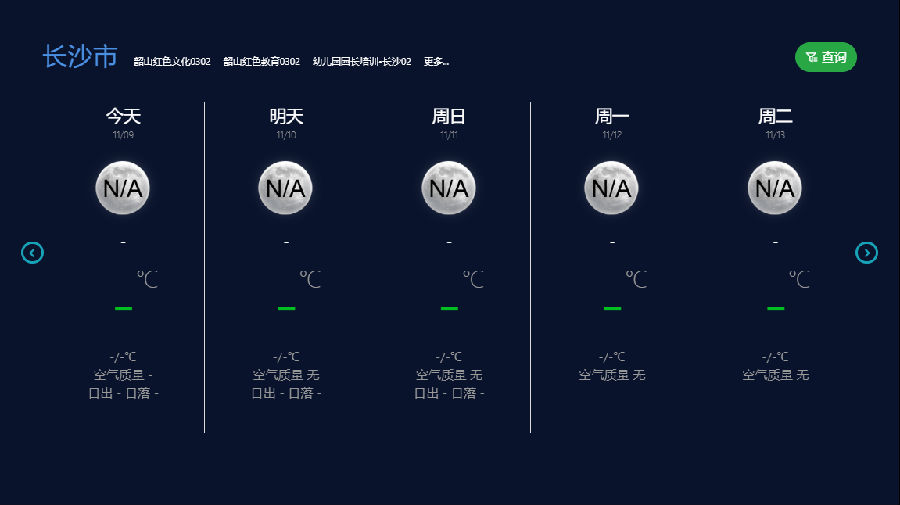 长沙市 韶山红色文化0302 韶山红色教育0302 幼儿园园长培训-长沙02 更多... 查询
今天 明天 周日 周一 周二
11/09 11/10 11/11 11/12 11/13
N/A N/A N/A N/A N/A
- - - - -
℃ ℃ ℃ ℃ ℃
-/-℃ -/-℃ -/-℃ -/-℃ -/-℃
空气质量 - 空气质量 无 空气质量 无 空气质量 无 空气质量 无
日出 - 日落 - 日出 - 日落 - 日出 - 日落 -